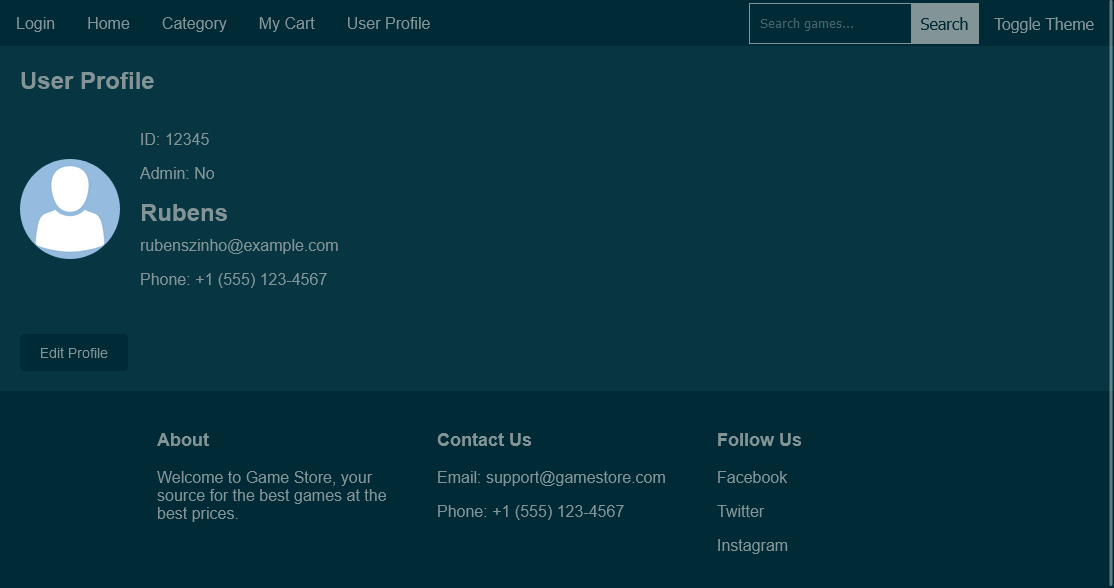 Login Home Category My Cart User Profile Search games... Search Toggle Theme
User Profile
ID: 12345
Admin: No
Rubens
rubenszinho@example.com
Phone: +1 (555) 123-4567
Edit Profile
About
Welcome to Game Store, your
source for the best games at the
best prices.
Contact Us
Email: support@gamestore.com
Phone: +1 (555) 123-4567
Follow Us
Facebook
Twitter
Instagram